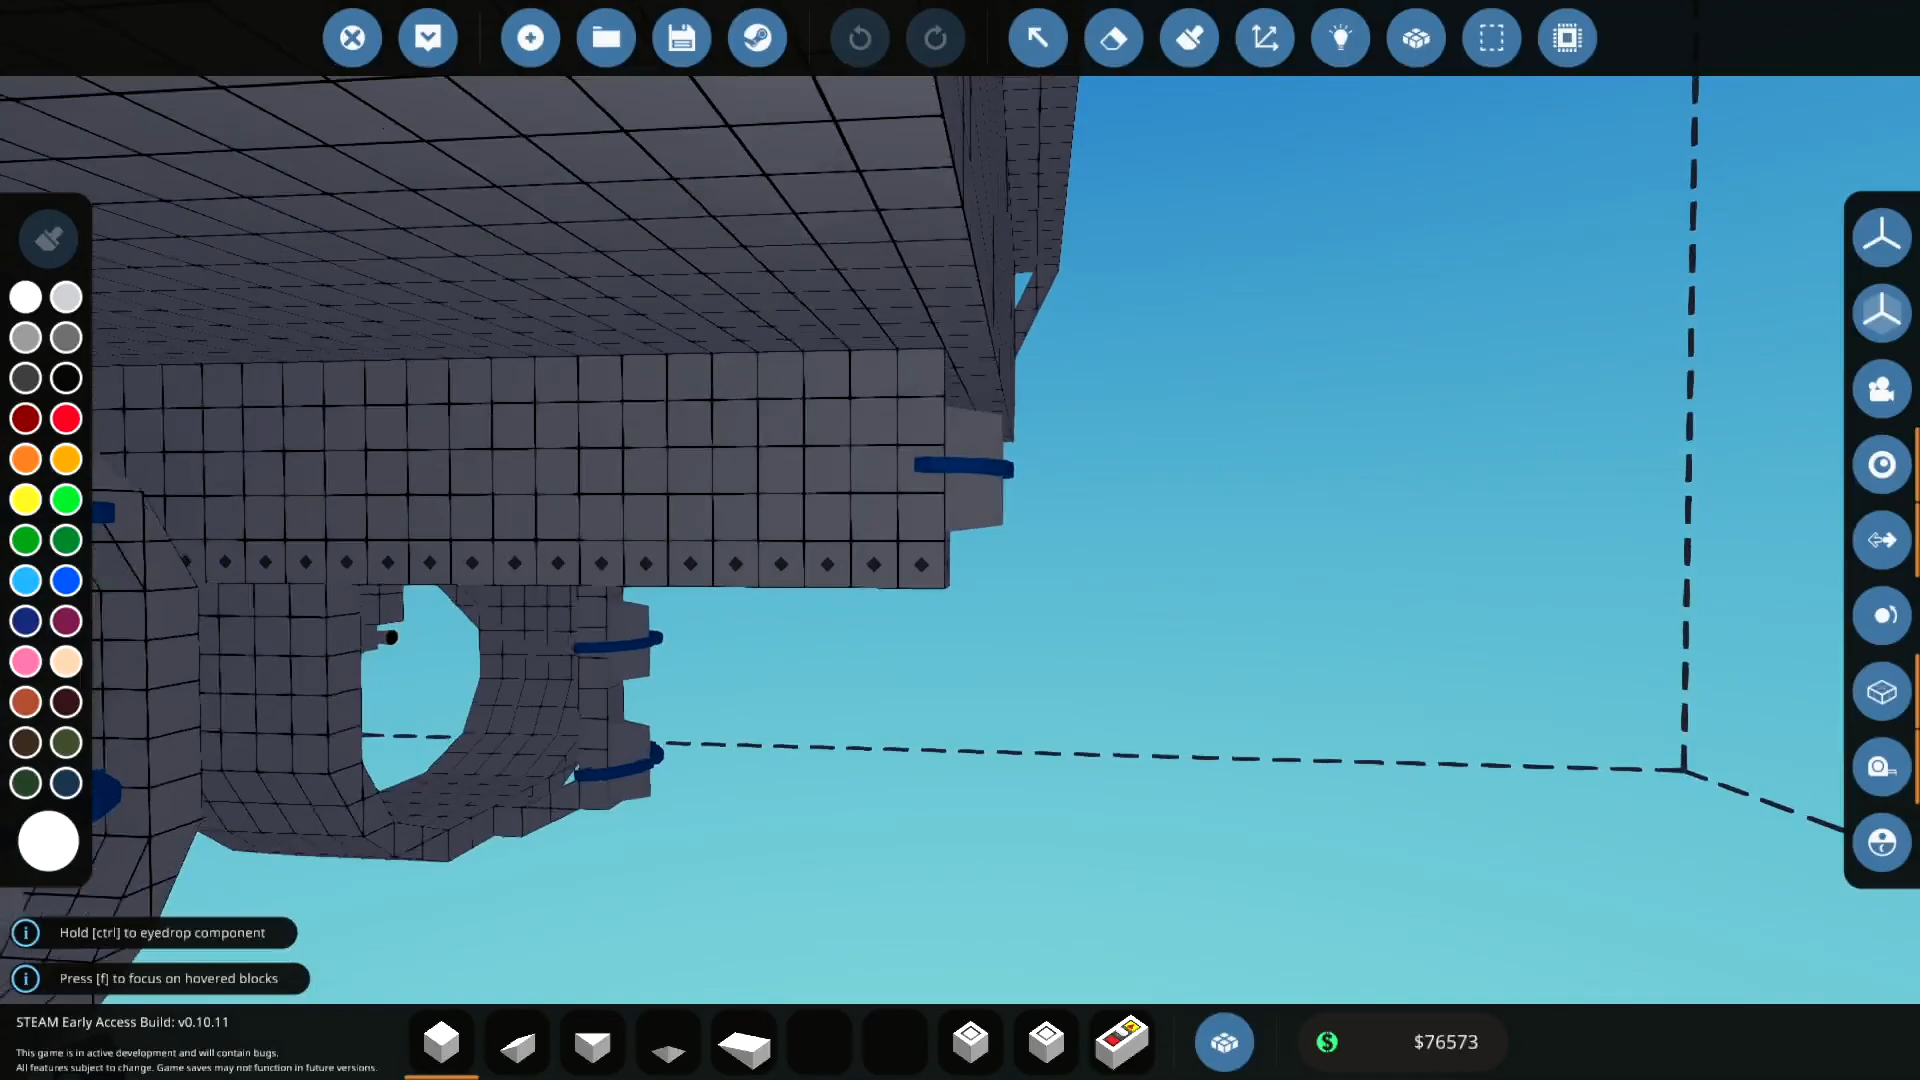 Hold [ctrl] to eyedrop component
Press [f] to focus on hovered blocks
STEAM Early Access Build: v0.10.11
This game is in active development and will contain bugs.
All features subject to change. Game saves may not function in future versions.
$ $76573